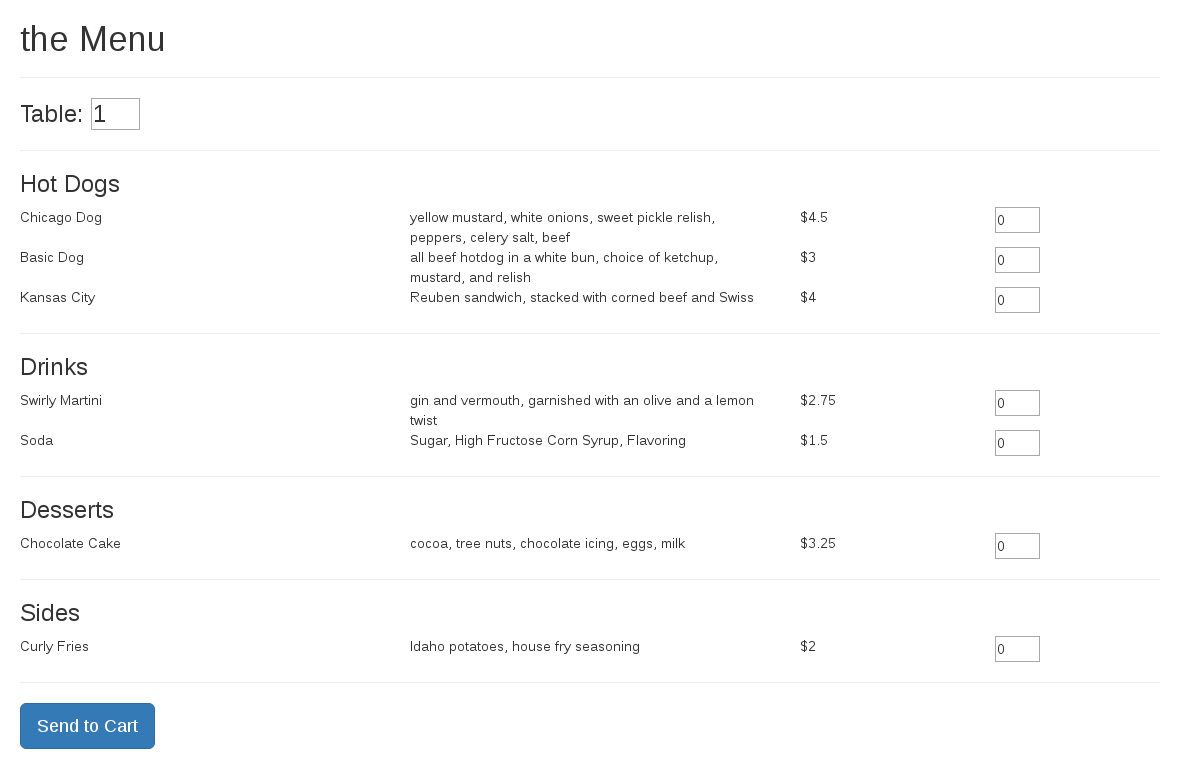 the Menu
Table: 1
Hot Dogs
Chicago Dog yellow mustard, white onions, sweet pickle relish, $4.5 0
peppers, celery salt, beef
Basic Dog all beef hotdog in a white bun, choice of ketchup, $3 0
mustard, and relish
Kansas City Reuben sandwich, stacked with corned beef and Swiss $4 0
Drinks
Swirly Martini gin and vermouth, garnished with an olive and a lemon $2.75 0
twist
Soda Sugar, High Fructose Corn Syrup, Flavoring $1.5 0
Desserts
Chocolate Cake cocoa, tree nuts, chocolate icing, eggs, milk $3.25 0
Sides
Curly Fries Idaho potatoes, house fry seasoning $2 0
Send to Cart